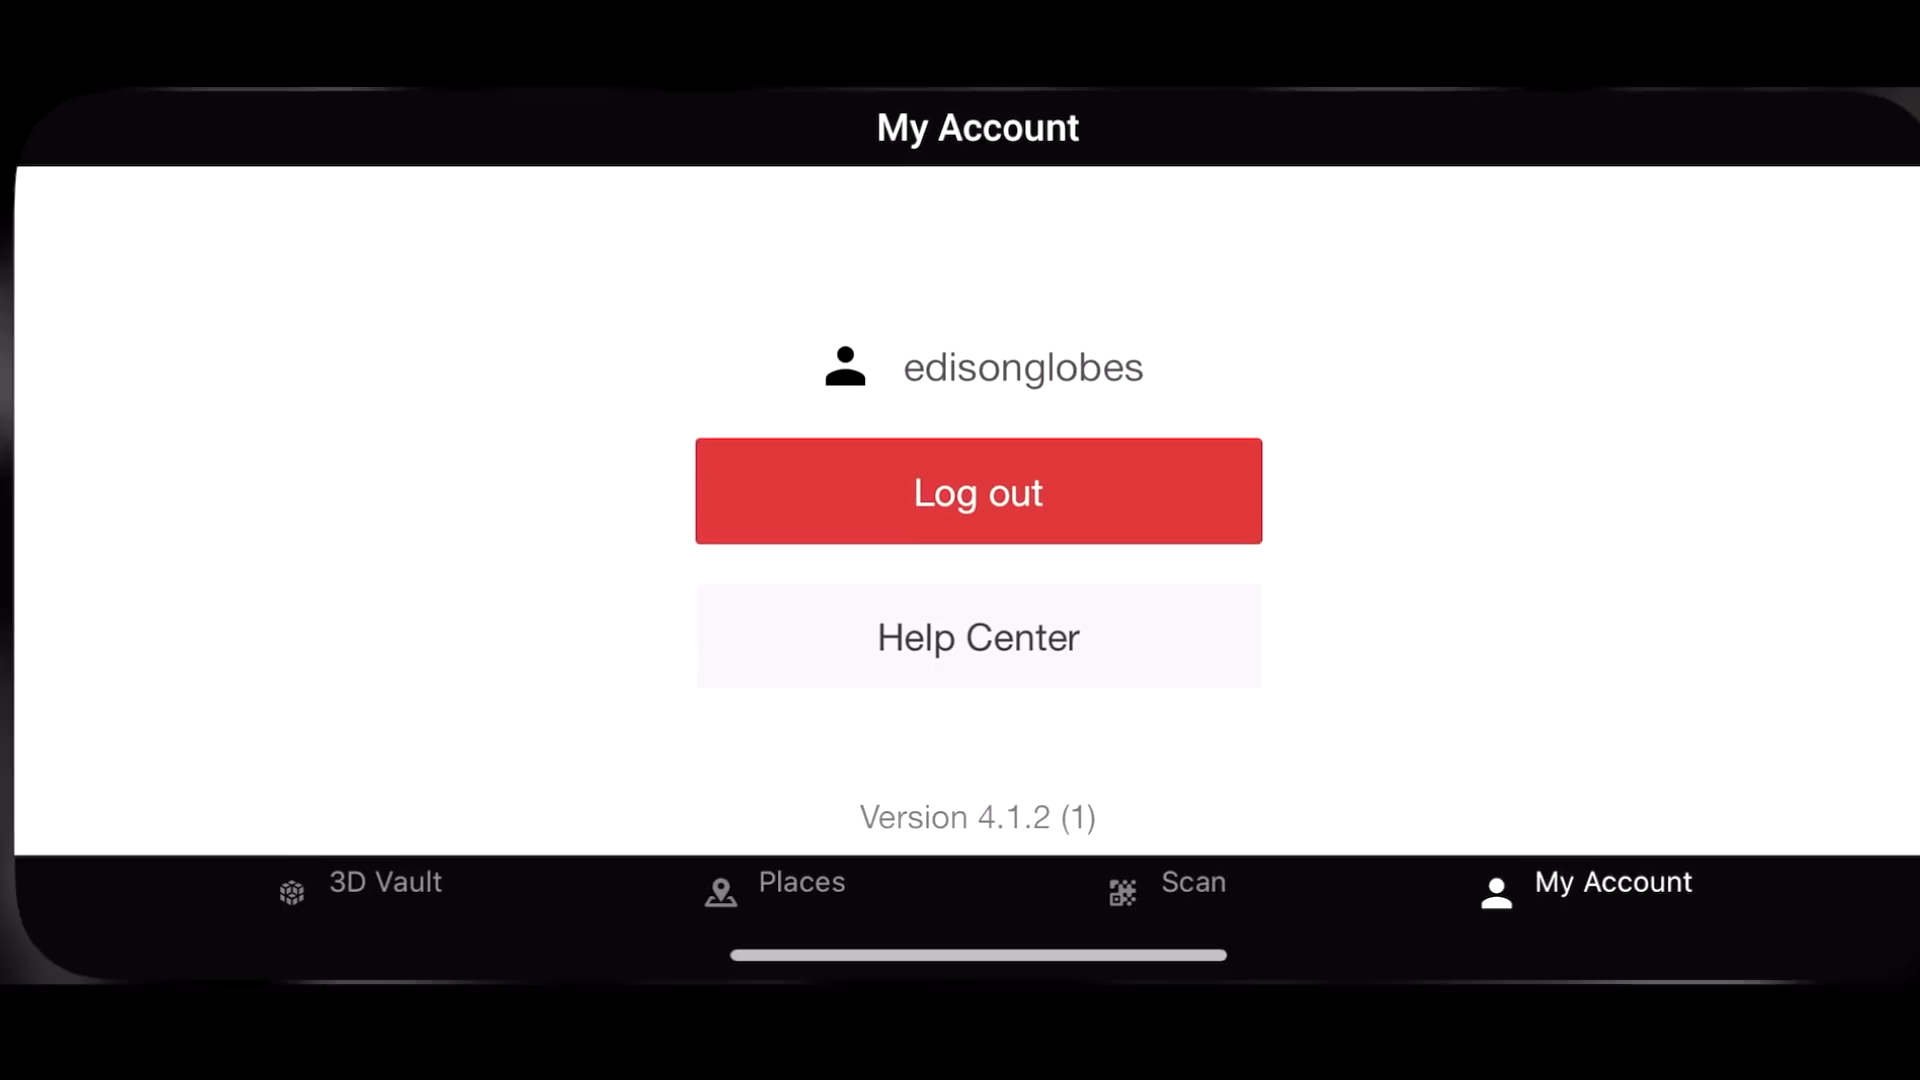 My Account
edisonglobes
Log out
Help Center
Version 4.1.2 (1)
3D Vault
Places
Scan
My Account